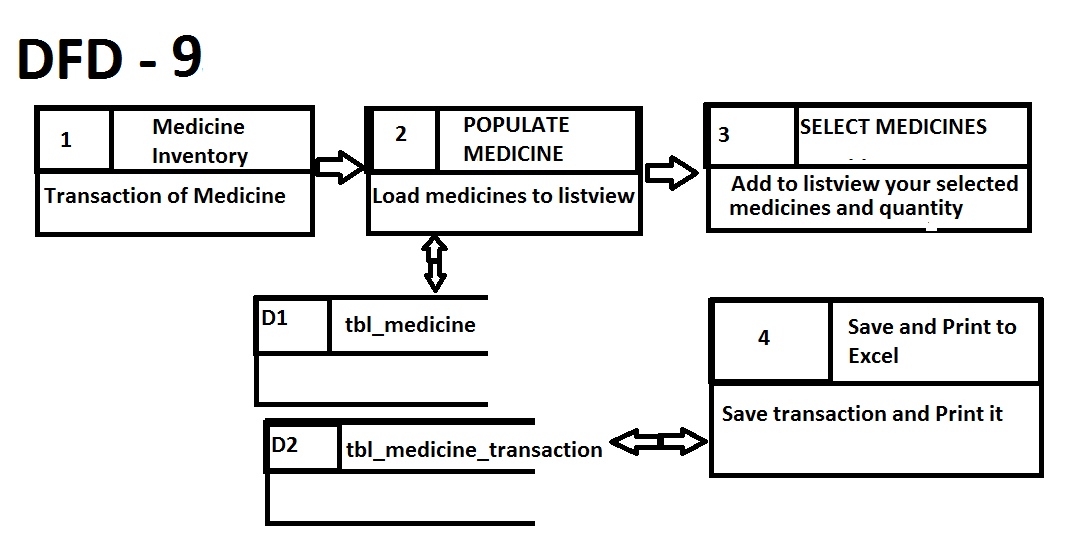 DFD - 9
1
Medicine
Inventory
Transaction of Medicine
2
POPULATE
MEDICINE
Load medicines to listview
3
SELECT MEDICINES
Add to listview your selected
medicines and quantity
D1
tbl_medicine
D2
tbl_medicine_transaction
4
Save and Print to
Excel
Save transaction and Print it